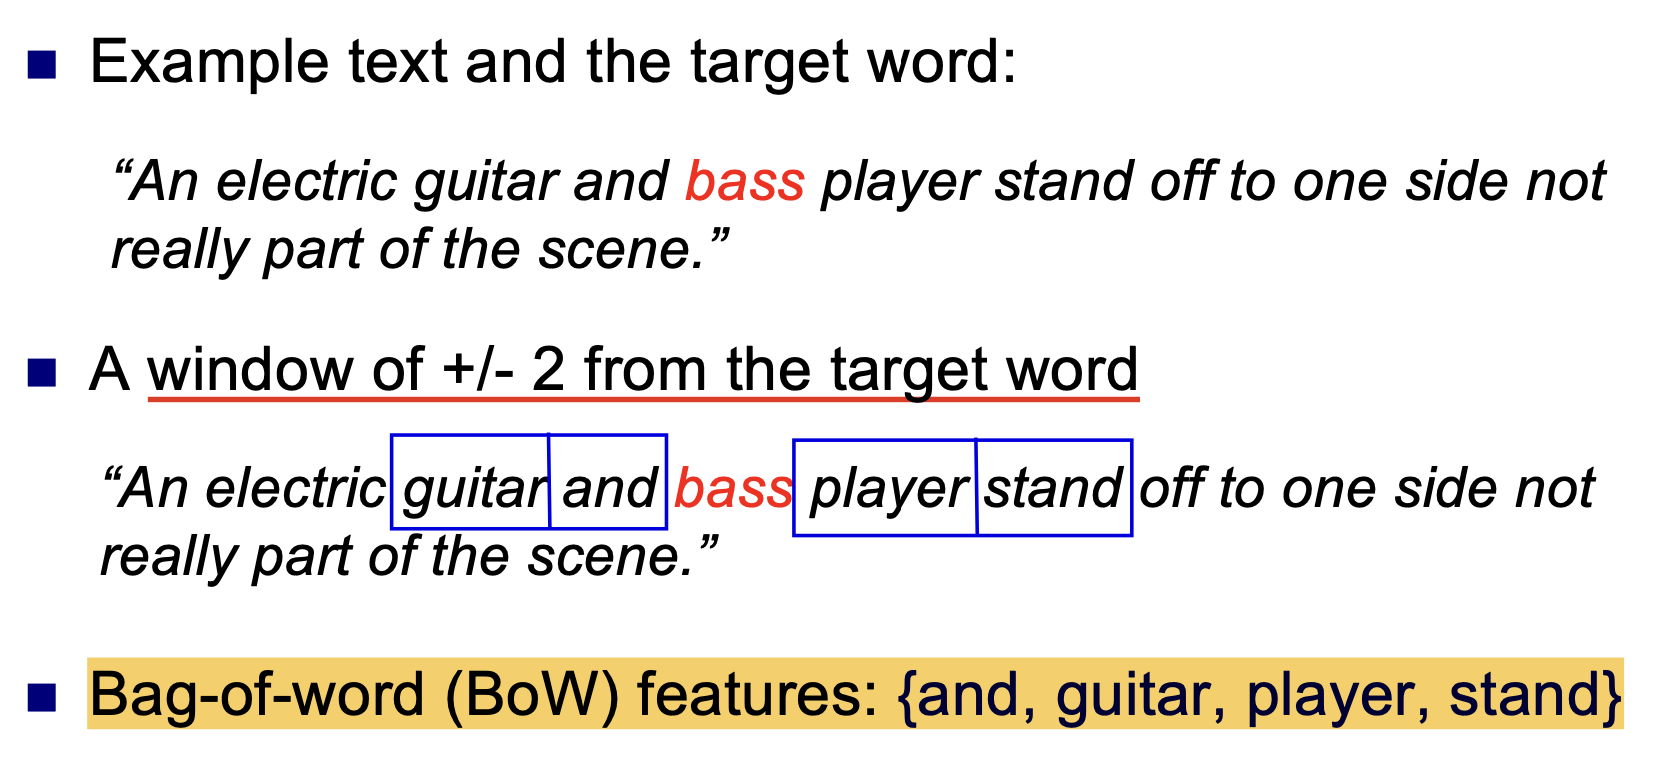 ■ Example text and the target word:
“An electric guitar and bass player stand off to one side not
really part of the scene.”
■ A window of +/- 2 from the target word
“An electric guitar and bass player stand off to one side not
really part of the scene.”
■ Bag-of-word (BoW) features: {and, guitar, player, stand}